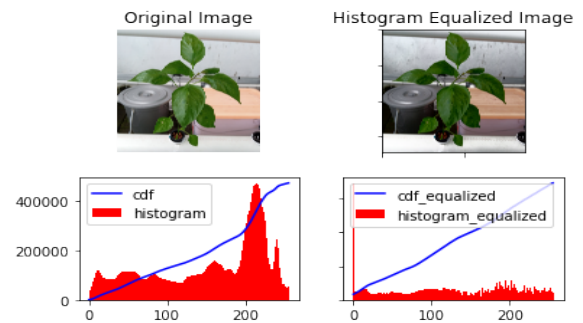 Original Image
Histogram Equalized Image
cdf
histogram
400000
200000
0
0 100 200
cdf_equalized
histogram_equalized
0 100 200